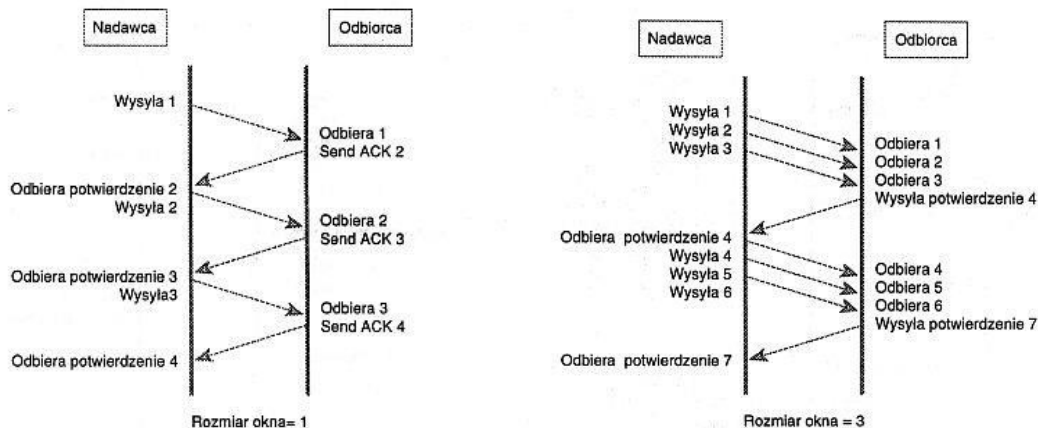 Nadawca
Odbiorca
Wysyła 1
Odbiera 1
Send ACK 2
Odbiera potwierdzenie 2
Wysyła 2
Odbiera 2
Send ACK 3
Odbiera potwierdzenie 3
Wysyła3
Odbiera 3
Send ACK 4
Odbiera potwierdzenie 4
Rozmiar okna= 1
Nadawca
Odbiorca
Wysyła 1
Wysyła 2
Wysyła 3
Odbiera 1
Odbiera 2
Odbiera 3
Wysyła potwierdzenie 4
Odbiera potwierdzenie 4
Wysyła 4
Wysyła 5
Wysyła 6
Odbiera 4
Odbiera 5
Odbiera 6
Wysyła potwierdzenie 7
Odbiera potwierdzenie 7
Rozmiar okna = 3